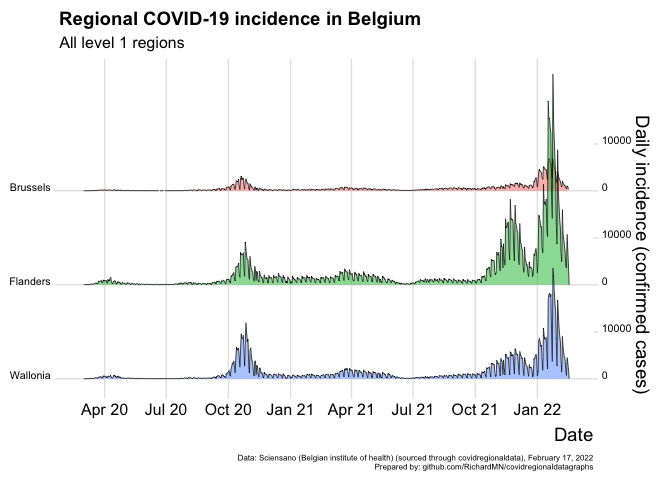 Regional COVID-19 incidence in Belgium
All level 1 regions
10000
Brussels
0
10000
Flanders
0
10000
Wallonia
0
Daily incidence (confirmed cases)
Apr 20 Jul 20 Oct 20 Jan 21 Apr 21 Jul 21 Oct 21 Jan 22
Date
Data: Sciensano (Belgian institute of health) (sourced through covidregionaldata), February 17, 2022
Prepared by: github.com/RichardMN/covidregionaldatagraphs